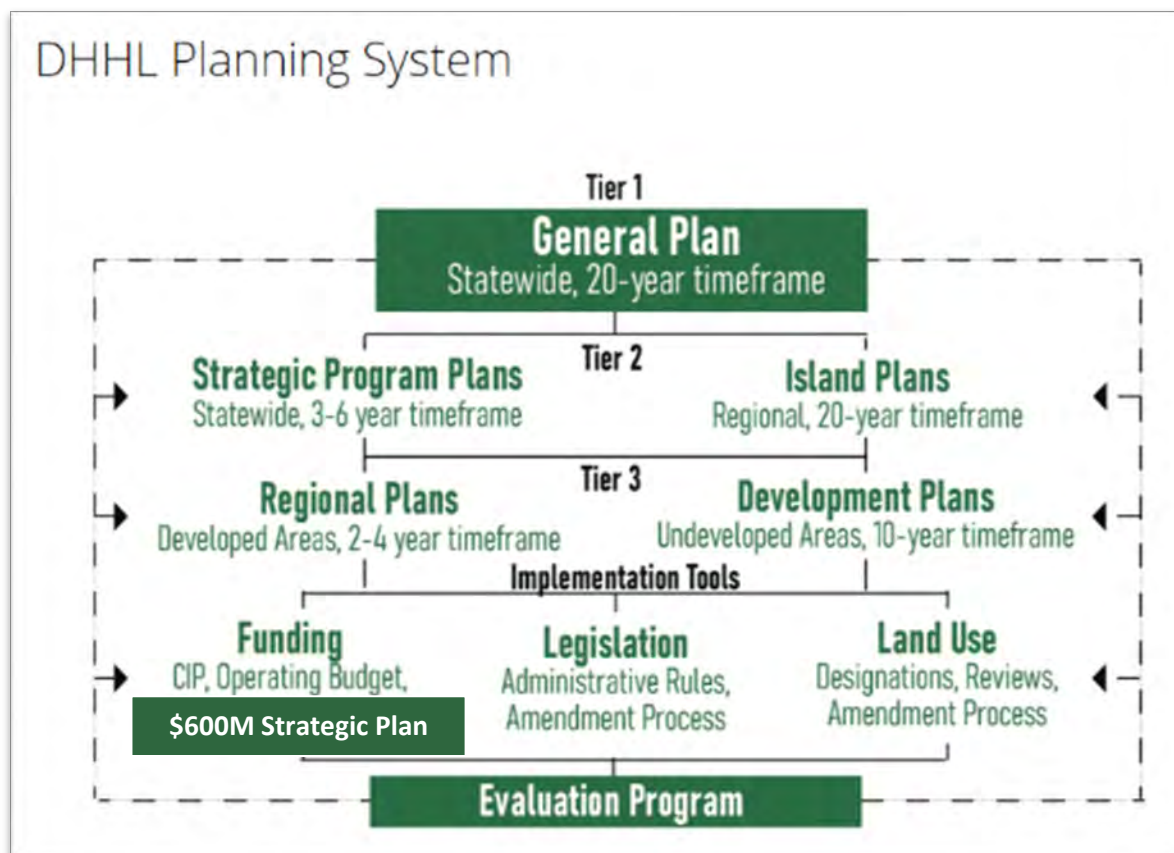 DHHL Planning System
Tier 1
General Plan
Statewide, 20-year timeframe
Tier 2
Strategic Program Plans
Statewide, 3-6 year timeframe
Island Plans
Regional, 20-year timeframe
Tier 3
Regional Plans
Developed Areas, 2-4 year timeframe
Development Plans
Undeveloped Areas, 10-year timeframe
Implementation Tools
Funding
CIP, Operating Budget,
$600M Strategic Plan
Legislation
Administrative Rules,
Amendment Process
Land Use
Designations, Reviews,
Amendment Process
Evaluation Program